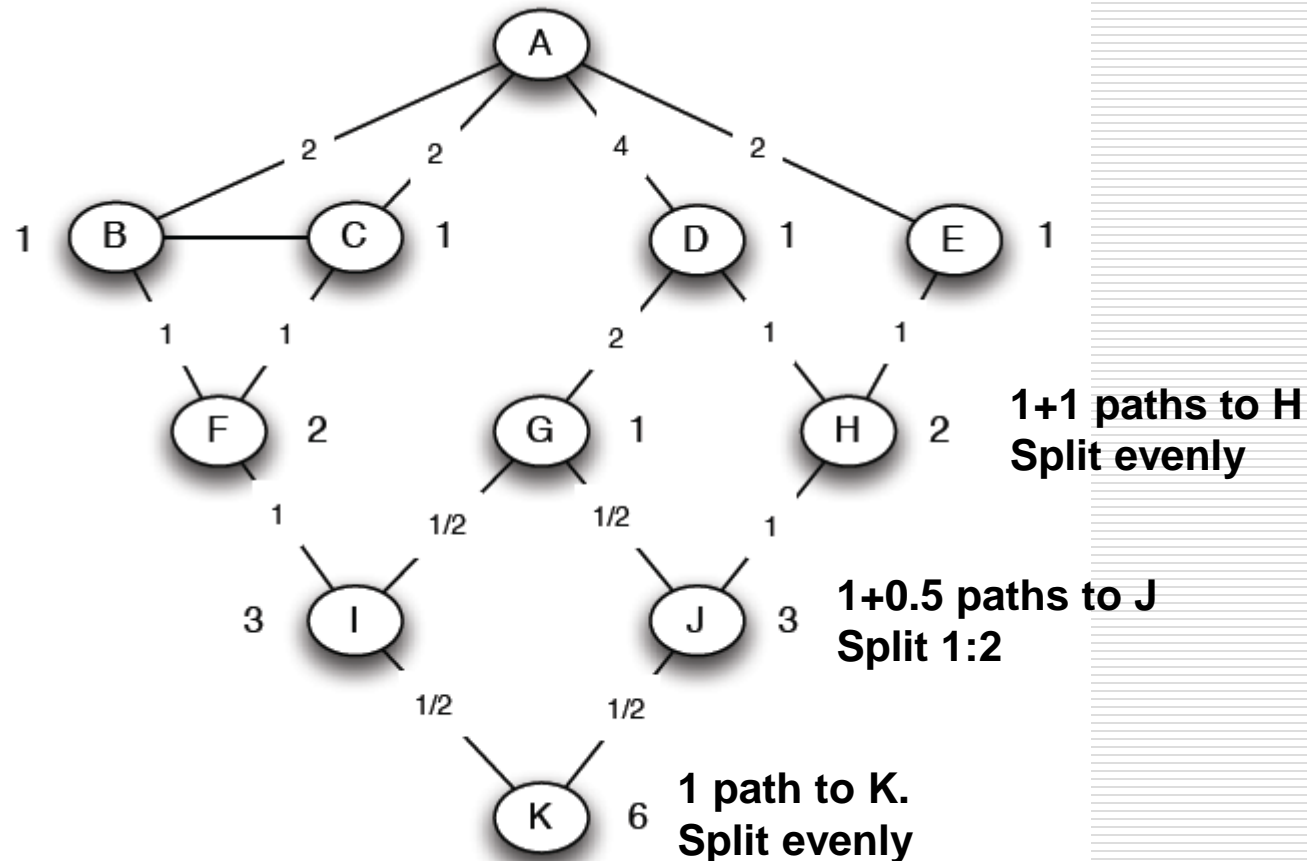 A
2 2 4 2
1 B C 1 D 1 E 1
1 1 2 1 1
F 2 G 1 H 2
1+1 paths to H
Split evenly
1 1/2 1/2 1
3 I J 3
1+0.5 paths to J
Split 1:2
1/2 1/2
K 6
1 path to K.
Split evenly